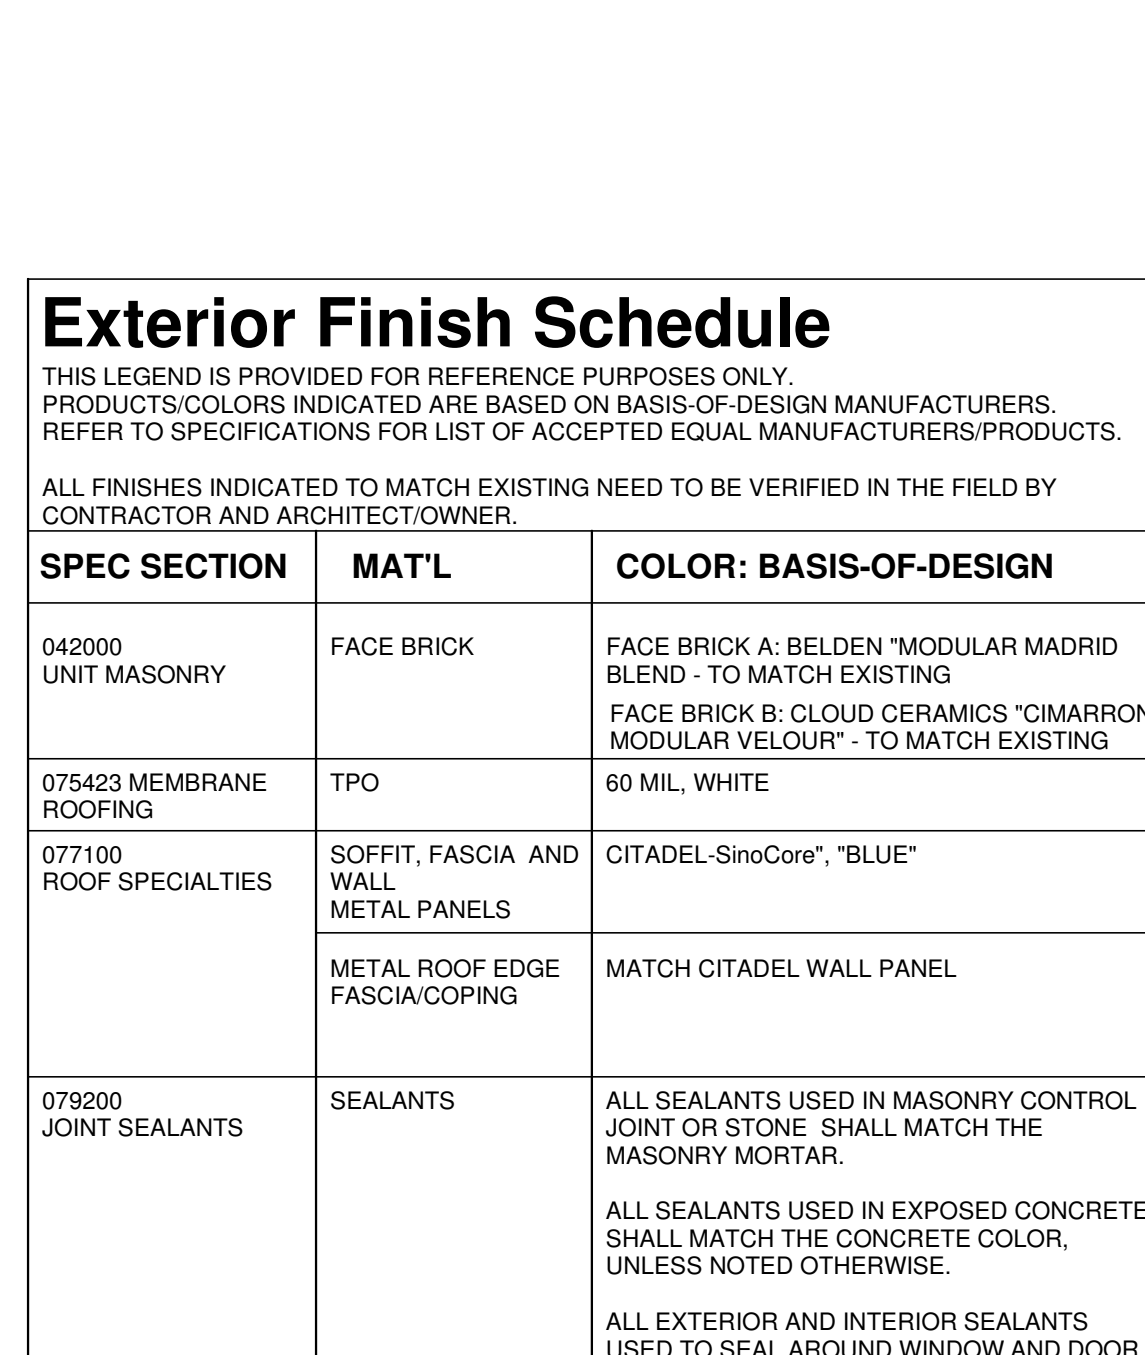 Exterior Finish Schedule
THIS LEGEND IS PROVIDED FOR REFERENCE PURPOSES ONLY.
PRODUCTS/COLORS INDICATED ARE BASED ON BASIS-OF-DESIGN MANUFACTURERS.
REFER TO SPECIFICATIONS FOR LIST OF ACCEPTED EQUAL MANUFACTURERS/PRODUCTS.
ALL FINISHES INDICATED TO MATCH EXISTING NEED TO BE VERIFIED IN THE FIELD BY
CONTRACTOR AND ARCHITECT/OWNER.
SPEC SECTION
MAT'L
COLOR: BASIS-OF-DESIGN
042000
UNIT MASONRY
FACE BRICK
FACE BRICK A: BELDEN "MODULAR MADRID
BLEND - TO MATCH EXISTING
FACE BRICK B: CLOUD CERAMICS "CIMARRON
MODULAR VELOUR" - TO MATCH EXISTING
075423 MEMBRANE
ROOFING
TPO
60 MIL, WHITE
077100
ROOF SPECIALTIES
SOFFIT, FASCIA AND
WALL
METAL PANELS
CITADEL-SinoCore", "BLUE"
METAL ROOF EDGE
FASCIA/COPING
MATCH CITADEL WALL PANEL
079200
JOINT SEALANTS
SEALANTS
ALL SEALANTS USED IN MASONRY CONTROL
JOINT OR STONE SHALL MATCH THE
MASONRY MORTAR.
ALL SEALANTS USED IN EXPOSED CONCRETE
SHALL MATCH THE CONCRETE COLOR,
UNLESS NOTED OTHERWISE.
ALL EXTERIOR AND INTERIOR SEALANTS
USED TO SEAL AROUND WINDOW AND DOOR